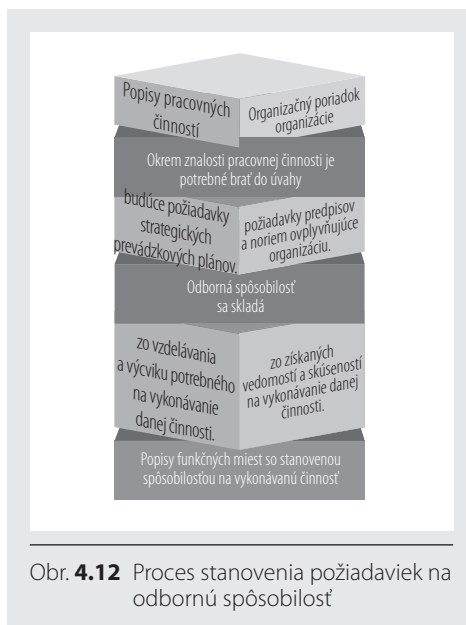 Popisy pracovných
činností
Organizačný poriadok
organizácie
Okrem znalosti pracovnej činnosti je
potrebné brať do úvahy
budúce požiadavky
strategických
prevádzkových plánov.
požiadavky predpisov
a noriem ovplyvňujúce
organizáciu.
Odborná spôsobilosť
sa skladá
zo vzdelávania
a výcviku potrebného
na vykonávanie
danej činnosti.
zo získaných
vedomostí a skúseností
na vykonávanie danej
činnosti.
Popisy funkčných miest so stanovenou
spôsobilosťou na vykonávanú činnosť
Obr. 4.12 Proces stanovenia požiadaviek na
odbornú spôsobilosť